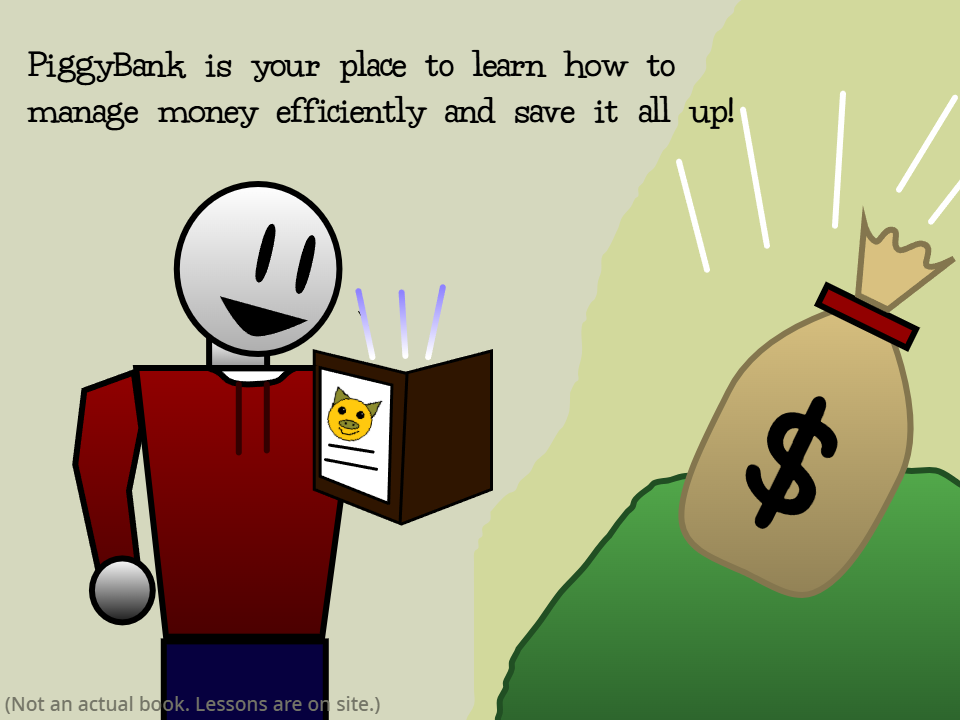 PiggyBank is your place to learn how to
manage money efficiently and save it all up!
$
(Not an actual book. Lessons are on site.)